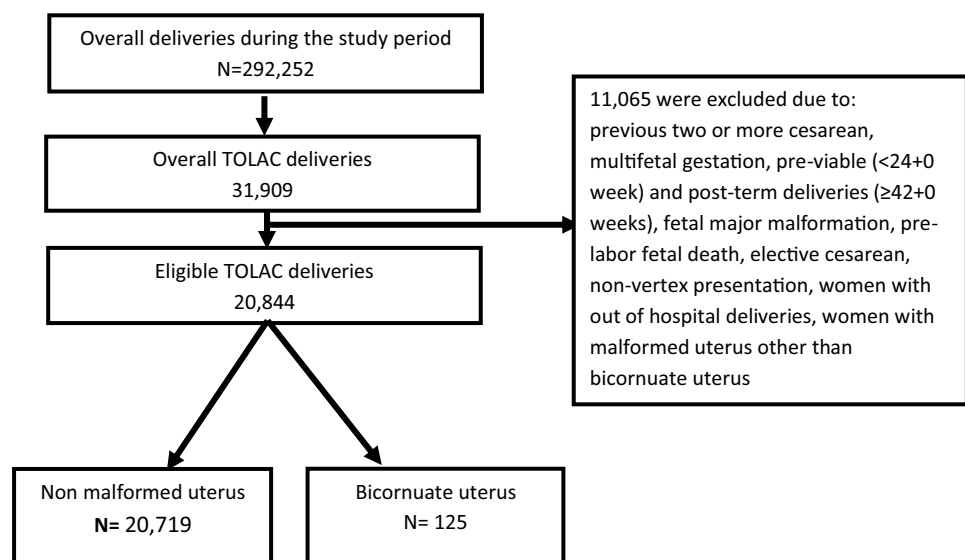 Overall deliveries during the study period
N=292,252
Overall TOLAC deliveries
31,909
11,065 were excluded due to:
previous two or more cesarean,
multifetal gestation, pre-viable (<24+0
week) and post-term deliveries (≥42+0
weeks), fetal major malformation, pre-
labor fetal death, elective cesarean,
non-vertex presentation, women with
out of hospital deliveries, women with
malformed uterus other than
bicornuate uterus
Eligible TOLAC deliveries
20,844
Non malformed uterus
N= 20,719
Bicornuate uterus
N= 125